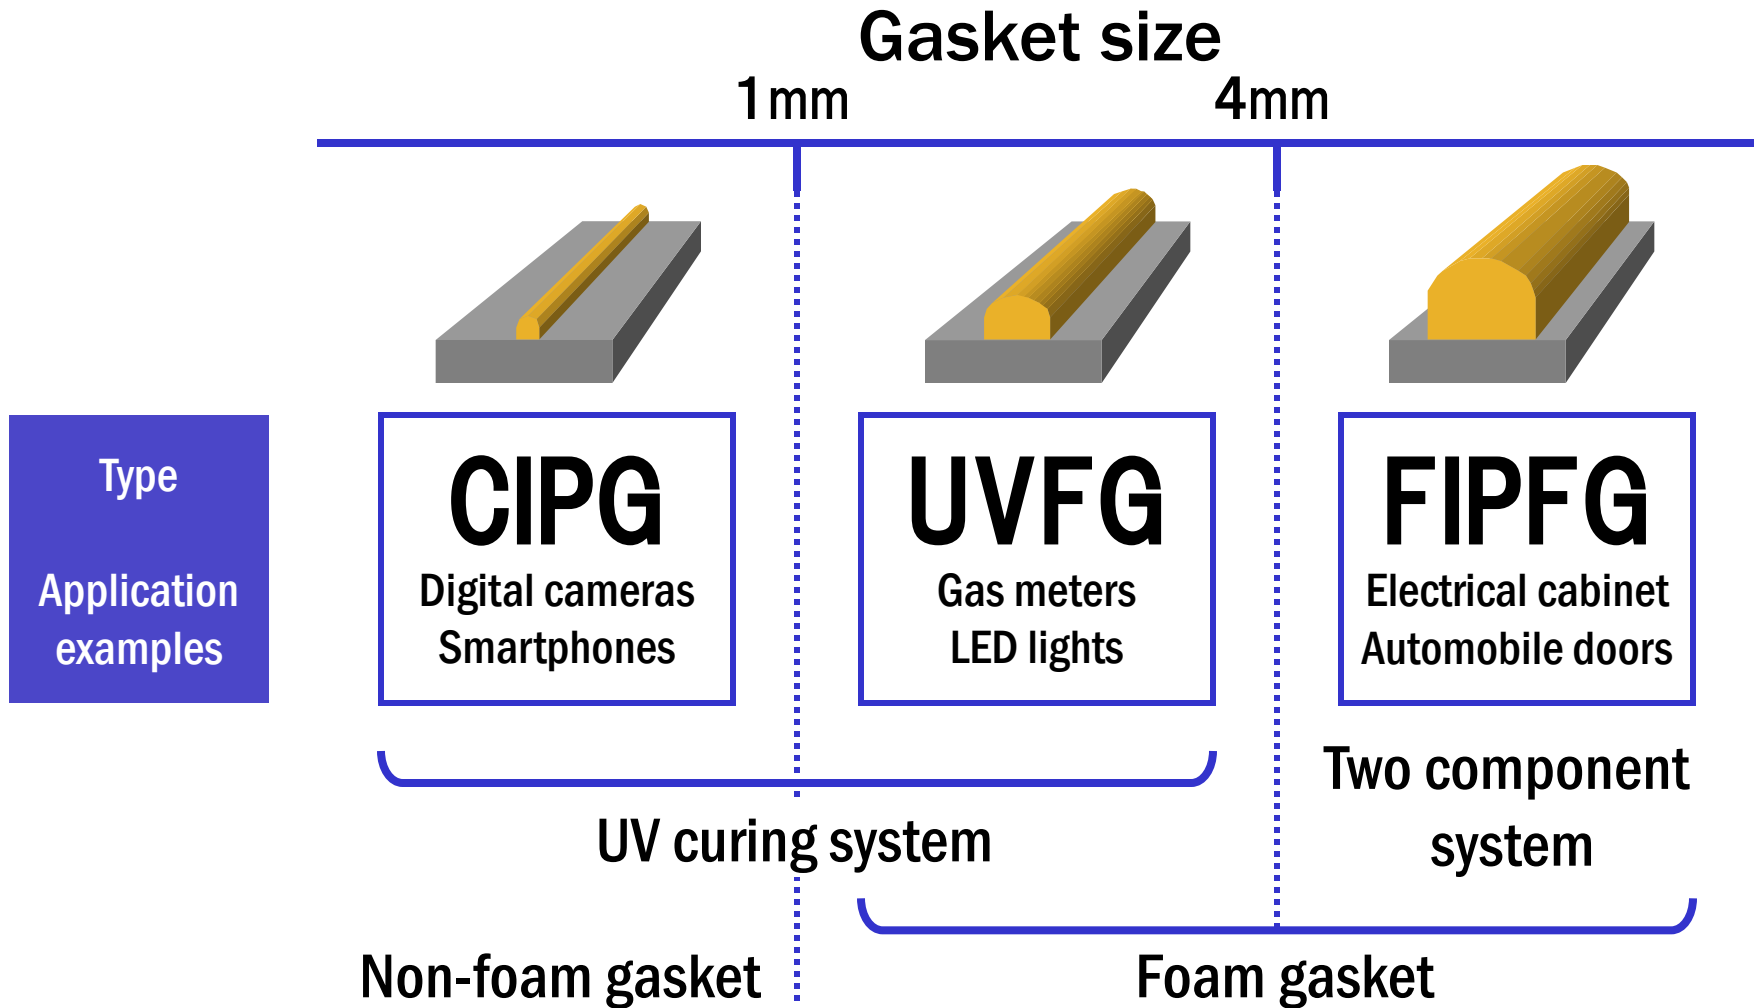 Gasket size
1mm
4mm
Type
Application
examples
CIPG
Digital cameras
Smartphones
UVFG
Gas meters
LED lights
FIPFG
Electrical cabinet
Automobile doors
UV curing system
Two component
system
Non-foam gasket
Foam gasket